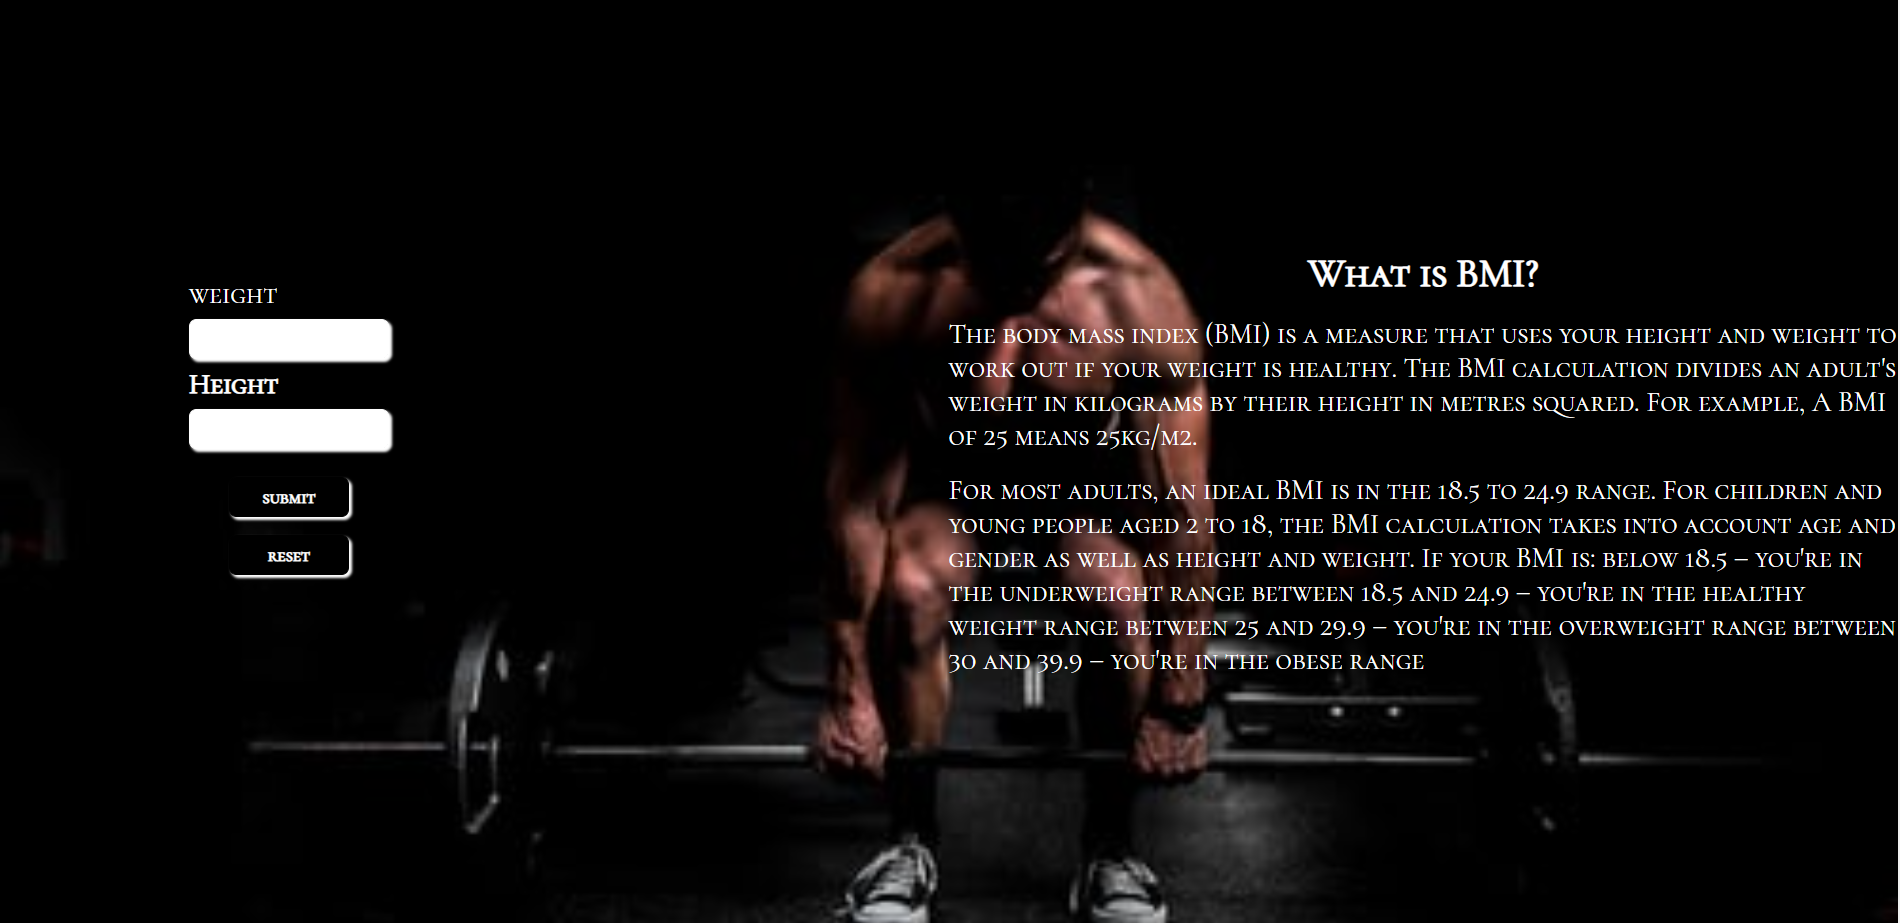 weight
Height
submit
reset
What is BMI?
The body mass index (BMI) is a measure that uses your height and weight to
work out if your weight is healthy. The BMI calculation divides an adult's
weight in kilograms by their height in metres squared. For example, A BMI
of 25 means 25kg/m2.
For most adults, an ideal BMI is in the 18.5 to 24.9 range. For children and
young people aged 2 to 18, the BMI calculation takes into account age and
gender as well as height and weight. If your BMI is: below 18.5 – you're in
the underweight range between 18.5 and 24.9 – you're in the healthy
weight range between 25 and 29.9 – you're in the overweight range between
30 and 39.9 – you're in the obese range